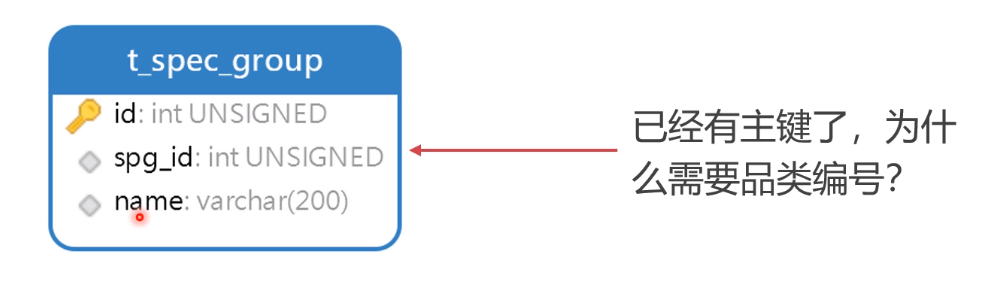 t_spec_group
id: int UNSIGNED
spg_id: int UNSIGNED
name: varchar(200)
已经有主键了，为什
么需要品类编号？